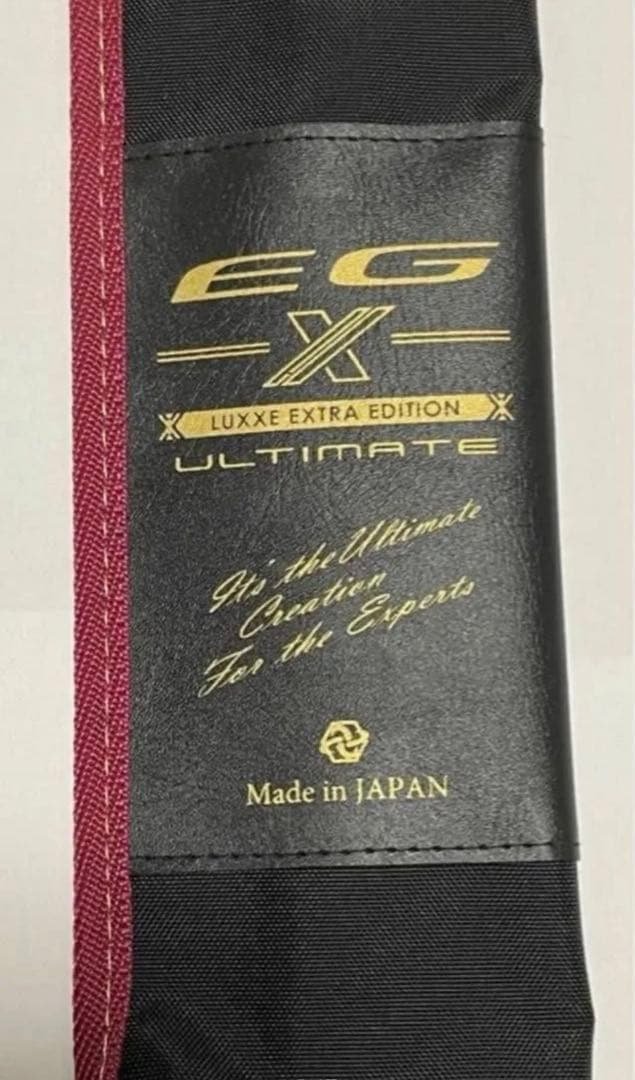 EG
X
LUXXE EXTRA EDITION
ULTIMATE
It's the Ultimate
Creation
For the Experts
Made in JAPAN